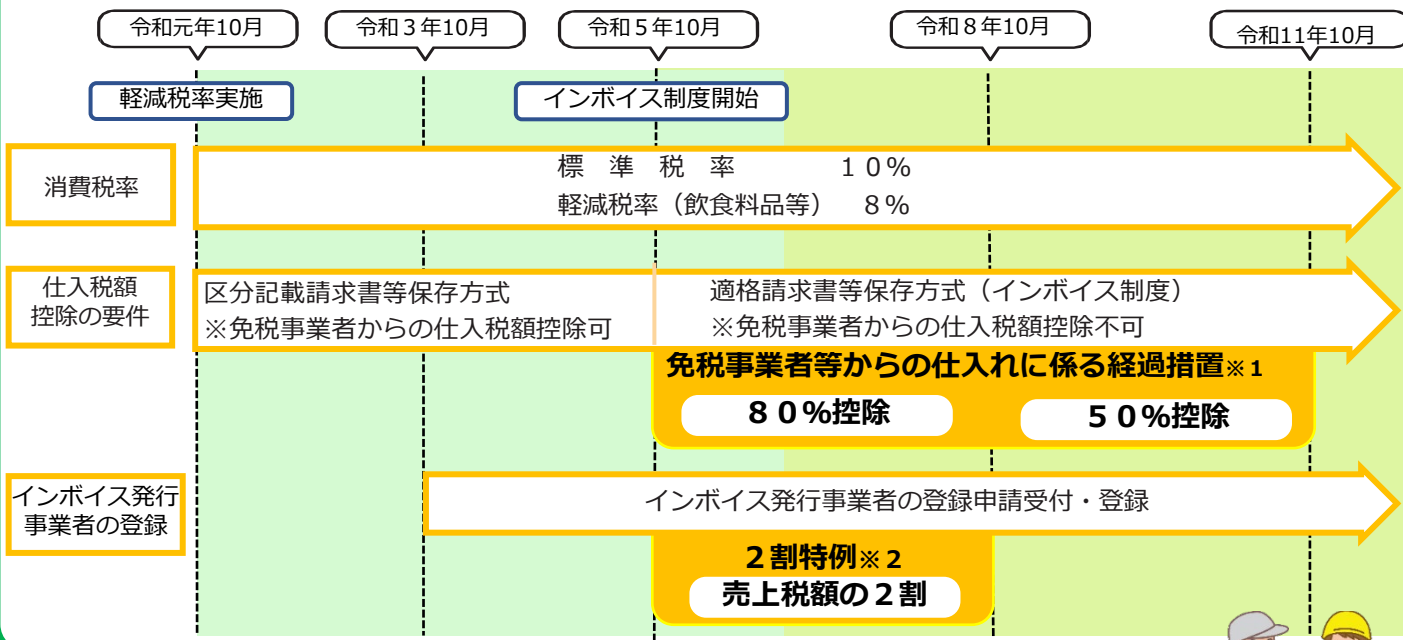 令和元年10月
令和３年10月
令和５年10月
令和８年10月
令和11年10月
軽減税率実施
インボイス制度開始
消費税率
標　準　税　率　　　　１０％
軽減税率（飲食料品等）　８％
仕入税額
控除の要件
区分記載請求書等保存方式
※免税事業者からの仕入税額控除可
適格請求書等保存方式（インボイス制度）
※免税事業者からの仕入税額控除不可
免税事業者等からの仕入れに係る経過措置※１
８０％控除
５０％控除
インボイス発行
事業者の登録
インボイス発行事業者の登録申請受付・登録
２割特例※２
売上税額の２割